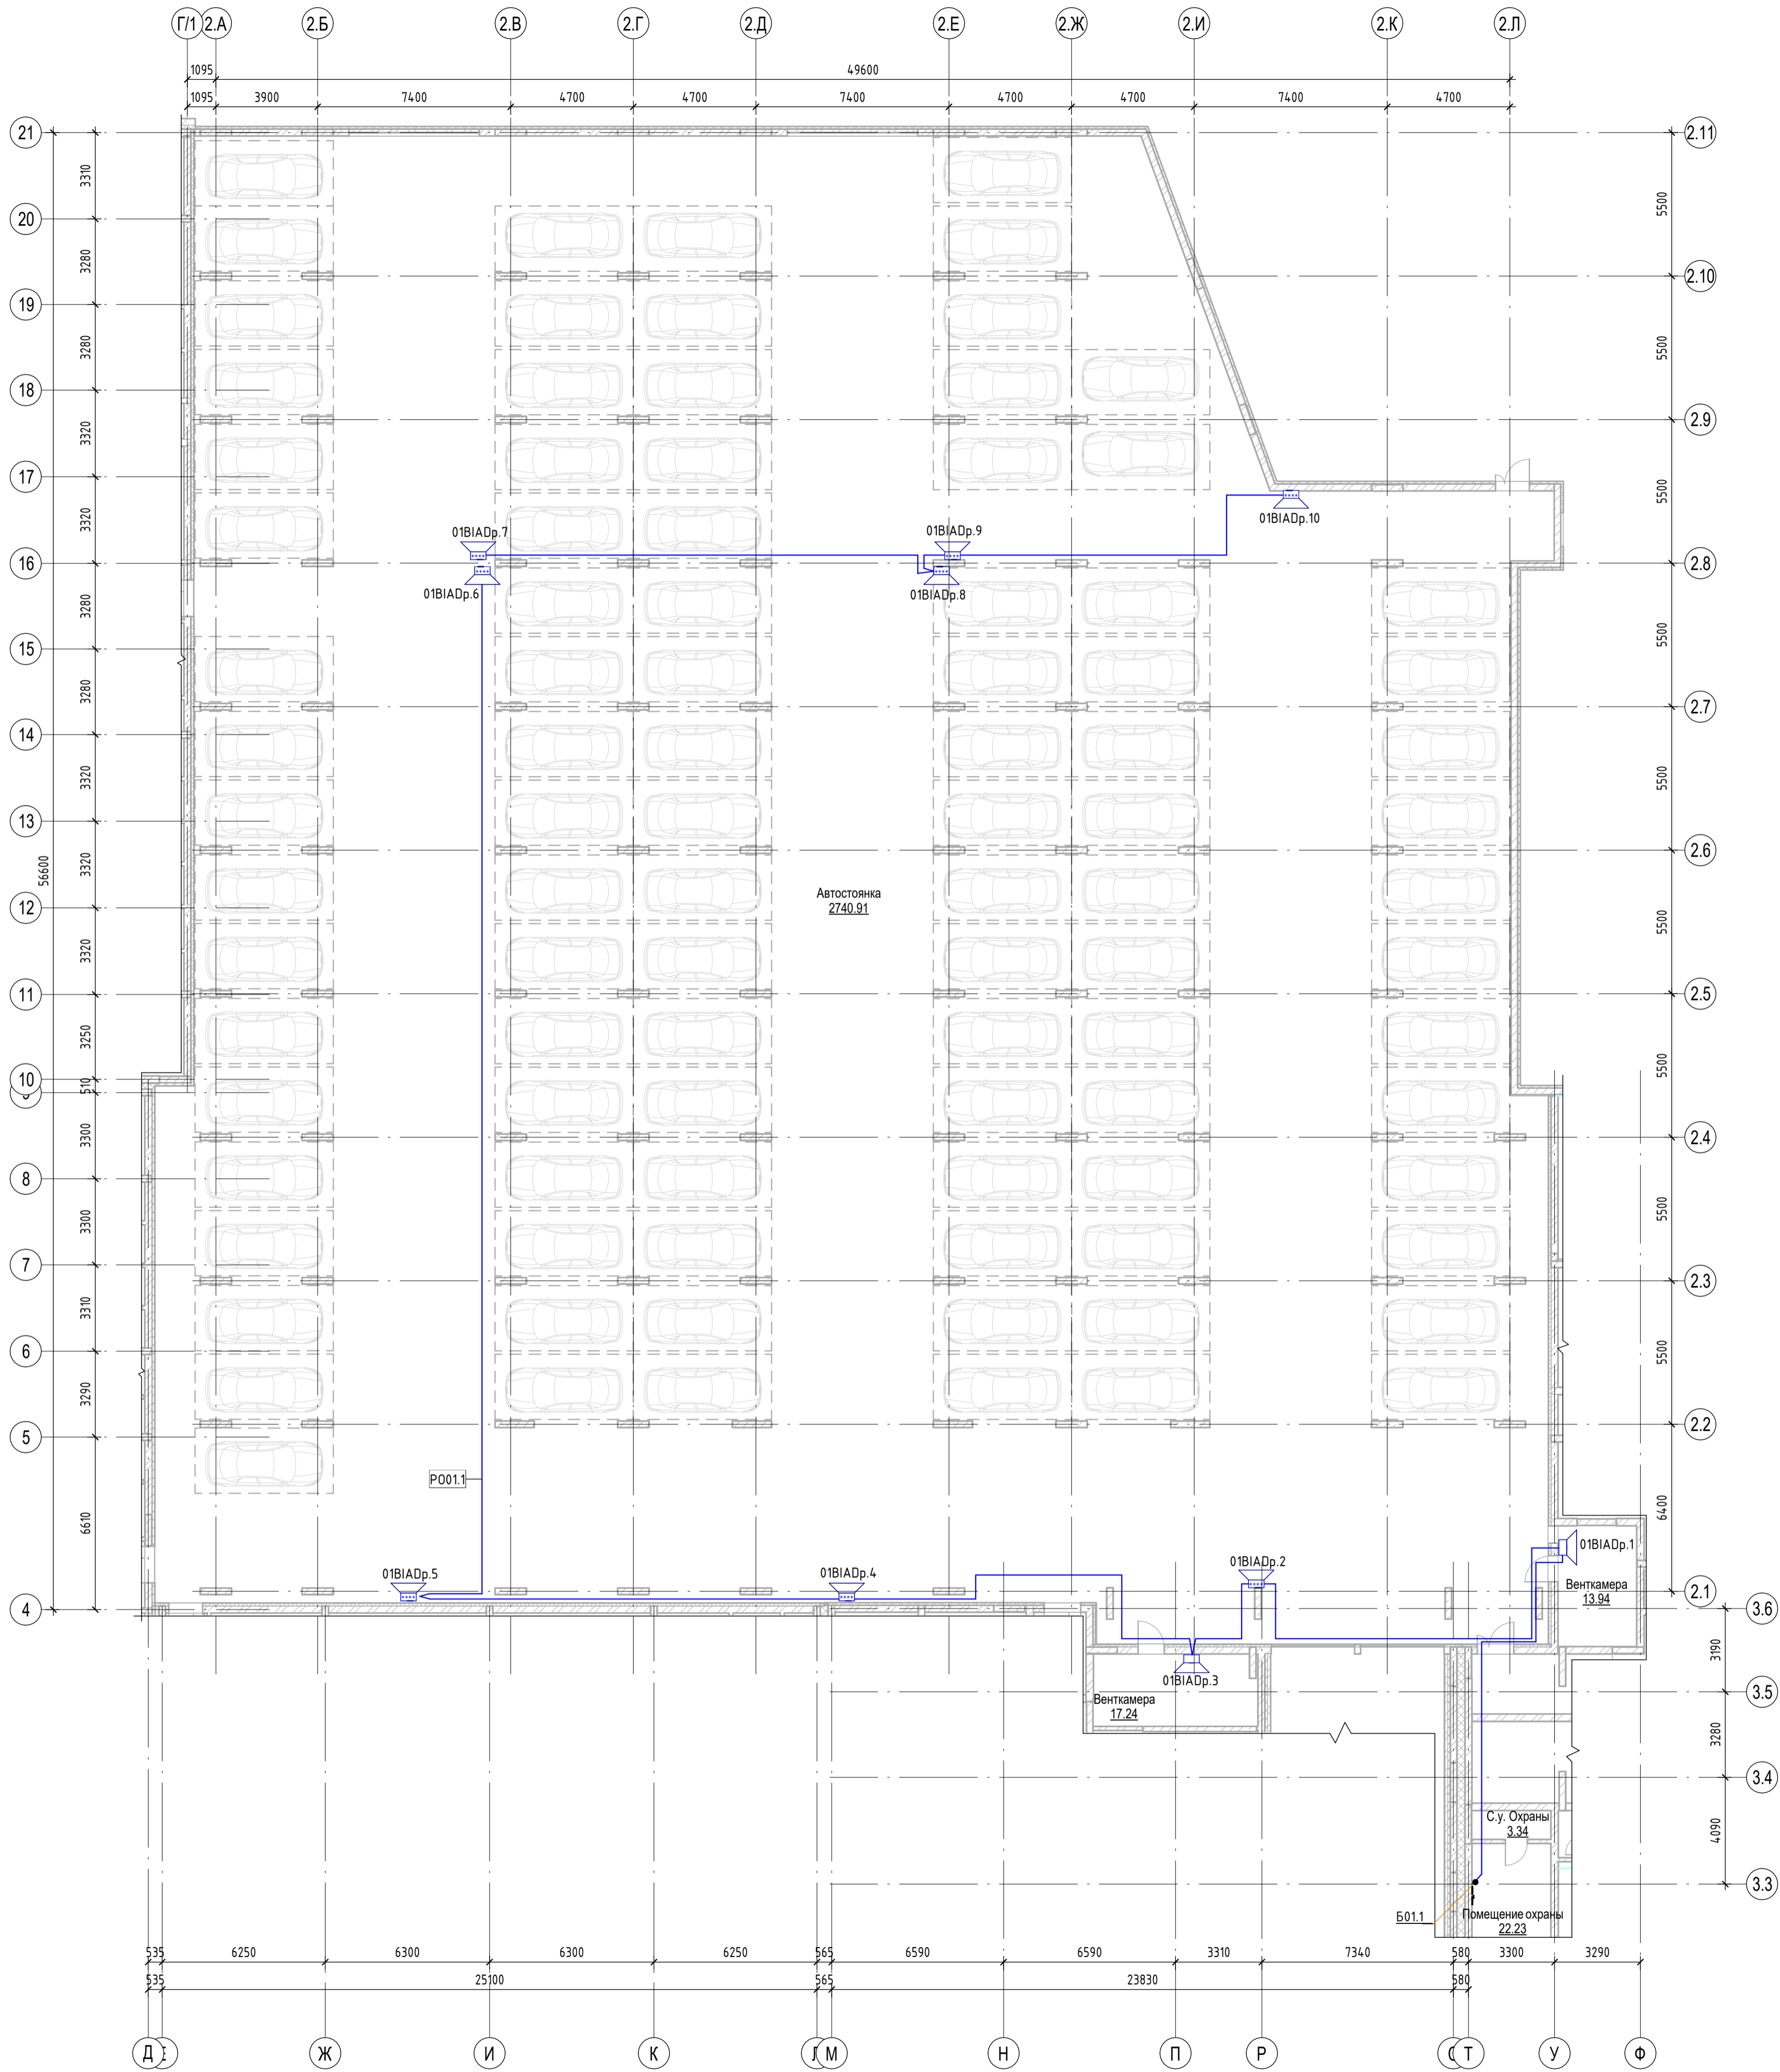 Г/1 2.А 2.Б 2.В 2.Г 2.Д 2.Е 2.Ж 2.И 2.К 2.Л
1095 49600
1095 3900 7400 4700 4700 7400 4700 4700 7400 4700
21 2.11
3310 5500
20
3280 2.10
19
3280 5500
18
3320 2.9
17
5500
3320
01BIADp.10
01BIADp.7 01BIADp.9
16 2.8
01BIADp.6 01BIADp.8
3280 5500
15
3280 2.7
14
3320 5500
13
2.6
56600
3320
Автостоянка
2740.91
12
5500
3320
11 2.5
3250 5500
10
510
3300 2.4
8
3300 5500
7
2.3
3310
6
5500
3290
5 2.2
РО01.1
6610 6400
01BIADp.1
01BIADp.2
01BIADp.5 01BIADp.4
Венткамера
13.94
2.1
4 3.6
3190
01BIADp.3
3.5
Венткамера
17.24
3280
3.4
С.у. Охраны
3.34
4090
3.3
Б01.1
Помещение охраны
22.23
535 6250 6300 6300 6250 565 6590 6590 3310 7340 580 3300 3290
535 25100 565 23830 580
Д Ж И К М Н П Р Т У Ф